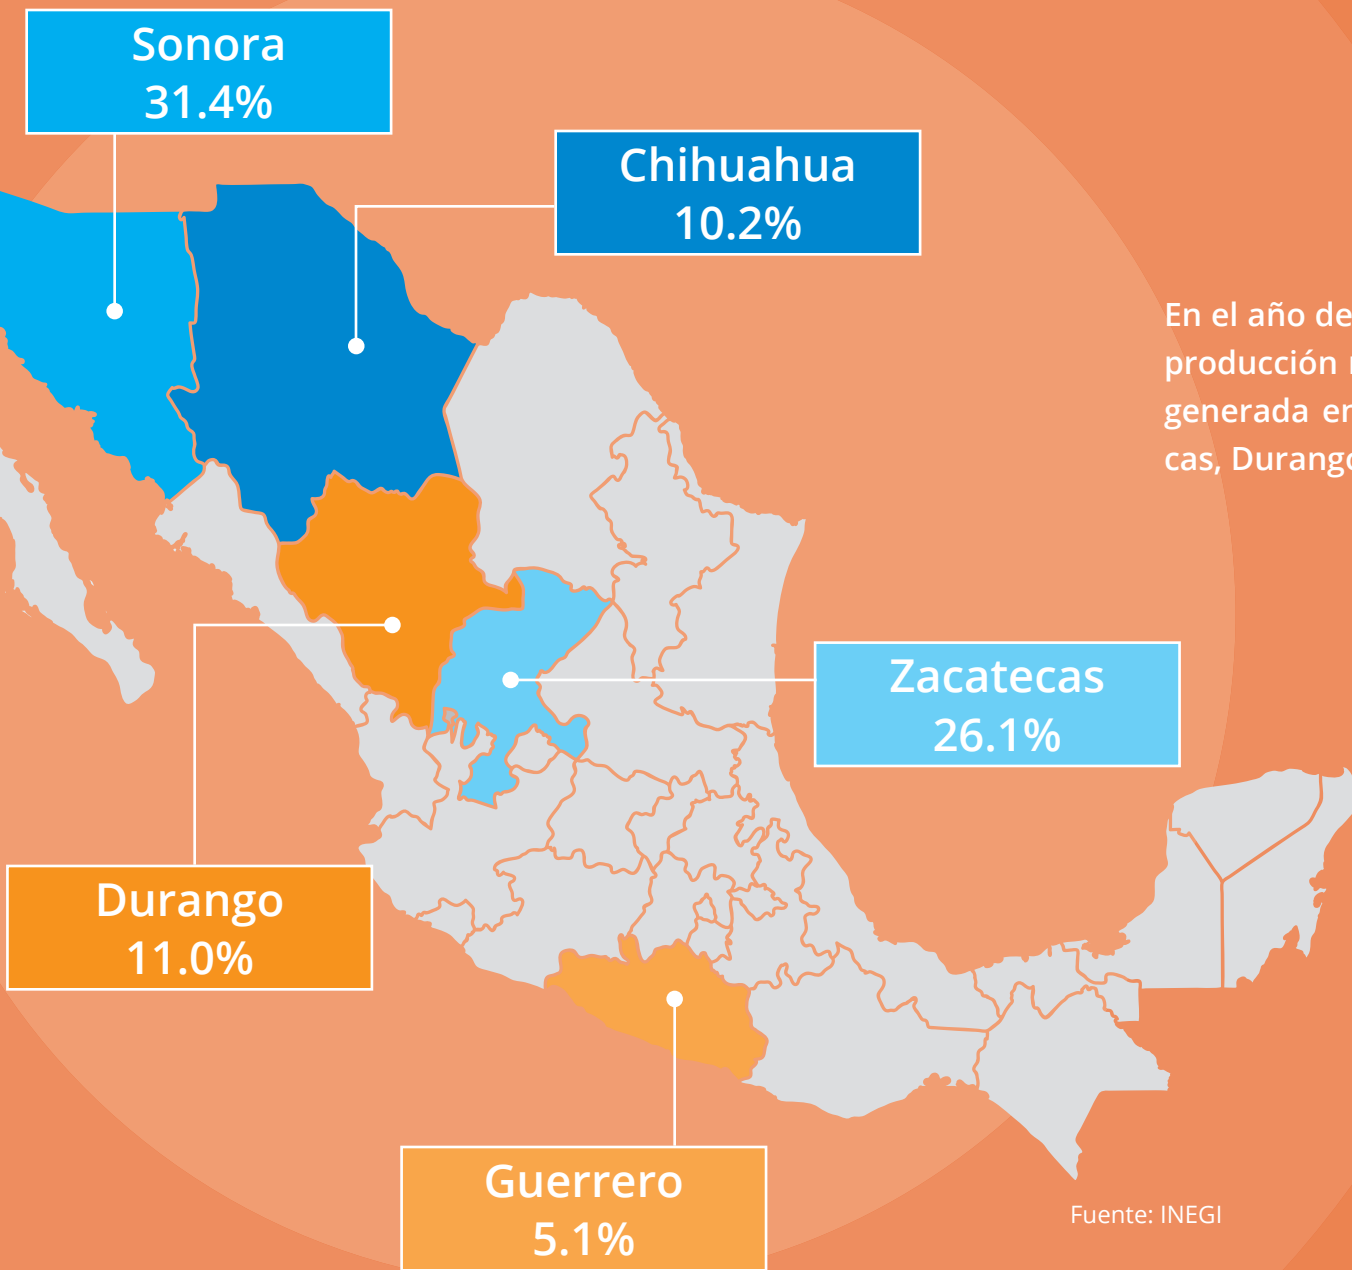 Sonora
31.4%
Chihuahua
10.2%
En el año de
producción
generada
cas, Durango
Zacatecas
26.1%
Durango
11.0%
Guerrero
5.1%
Fuente: INEGI